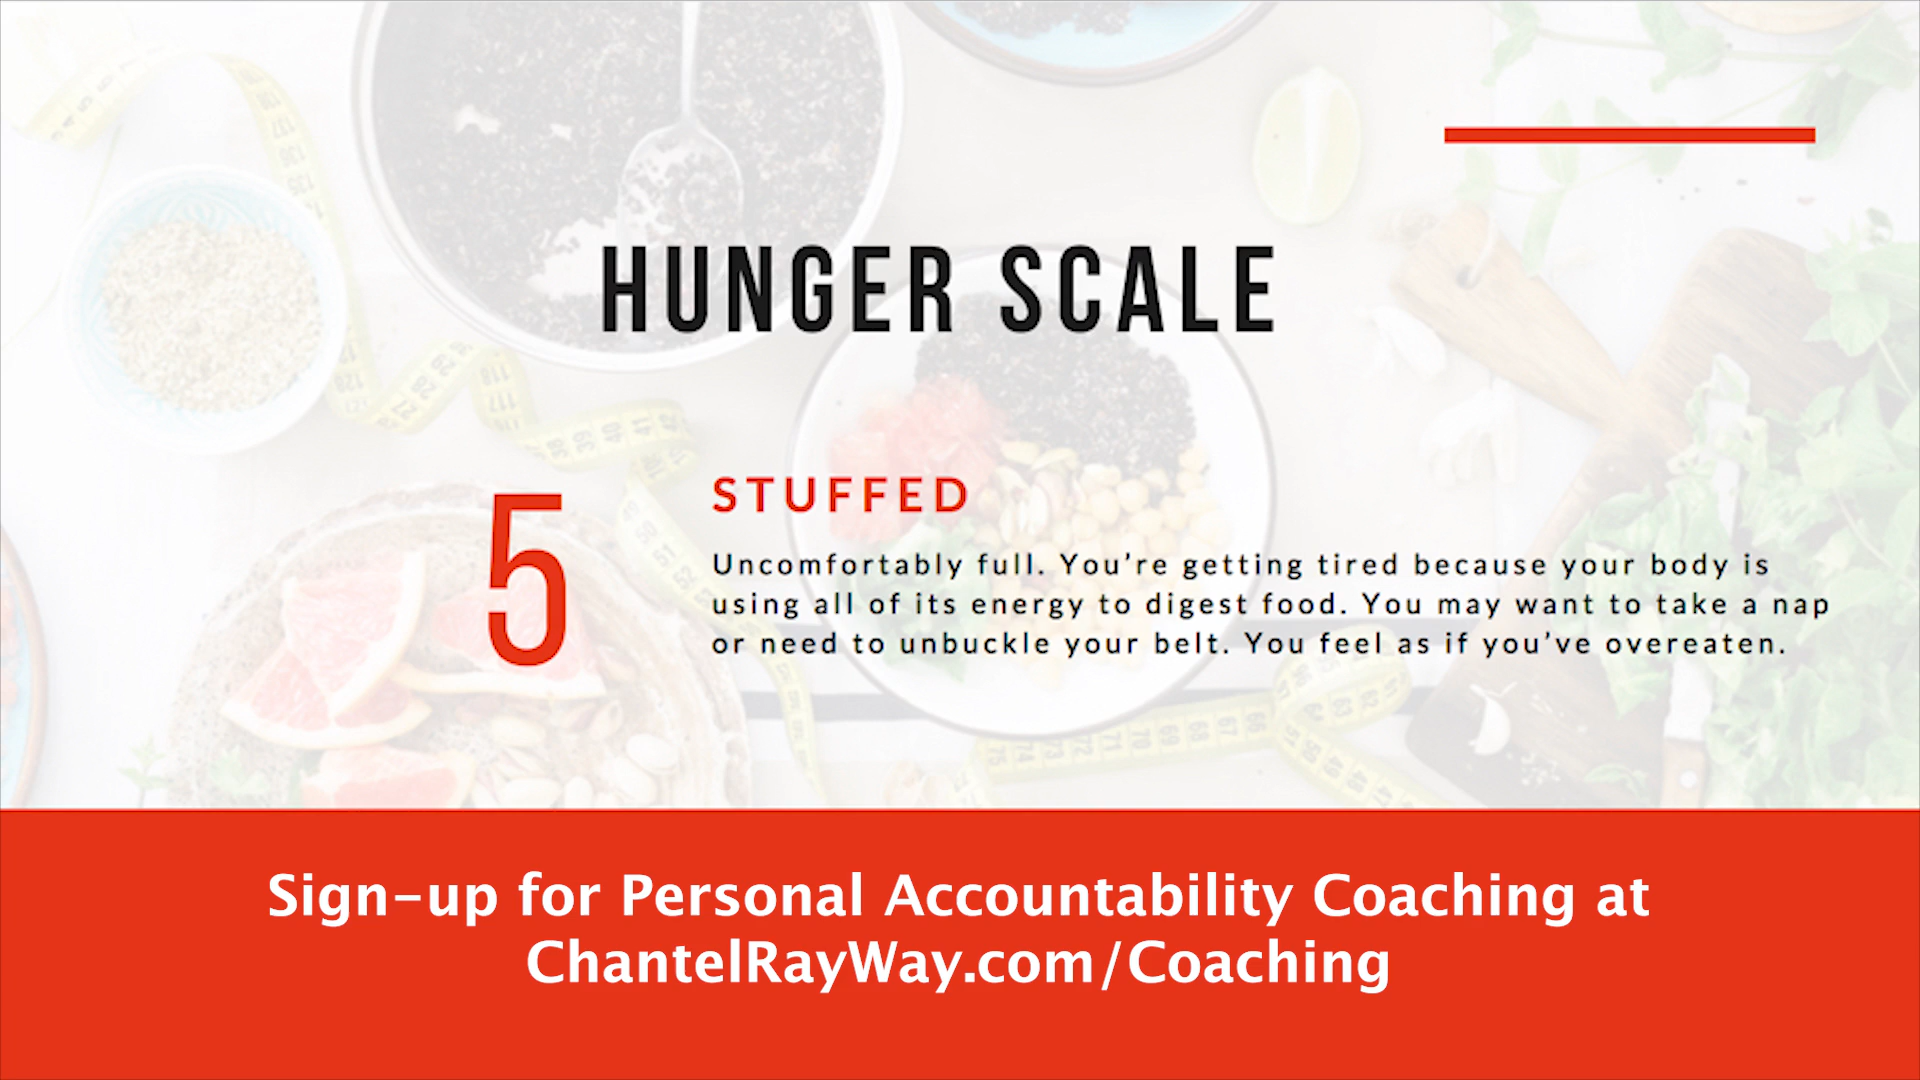 HUNGER SCALE
5
STUFFED
Uncomfortably full. You’re getting tired because your body is
using all of its energy to digest food. You may want to take a nap
or need to unbuckle your belt. You feel as if you’ve overeaten.
Sign-up for Personal Accountability Coaching at
ChantelRayWay.com/Coaching